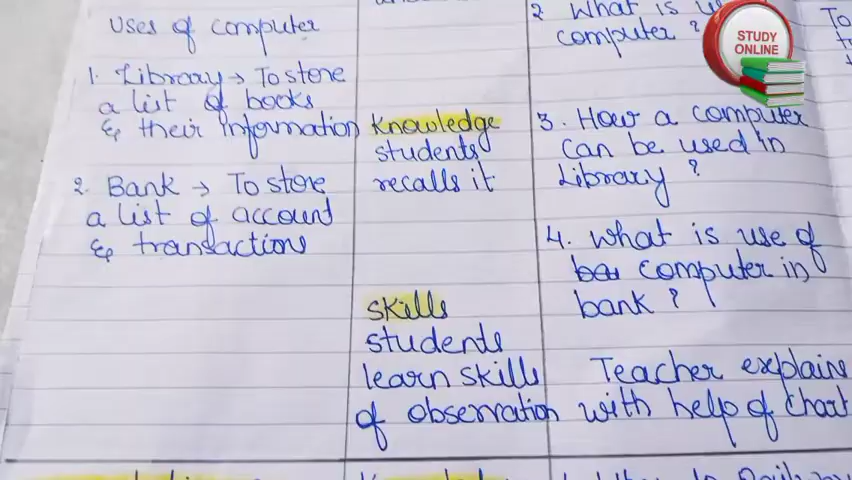 Uses of computer
1. Library → To store
a list of books
& their information
2. Bank → To store
a list of account
& transactions
Knowledge
students
recalls it
skills
students
learn skills
of observation
2 What is
computer ?
3. How a computer
can be used in
Library ?
4. What is use of
computer in
bank ?
Teacher explains
with help of chart
To
STUDY
ONLINE